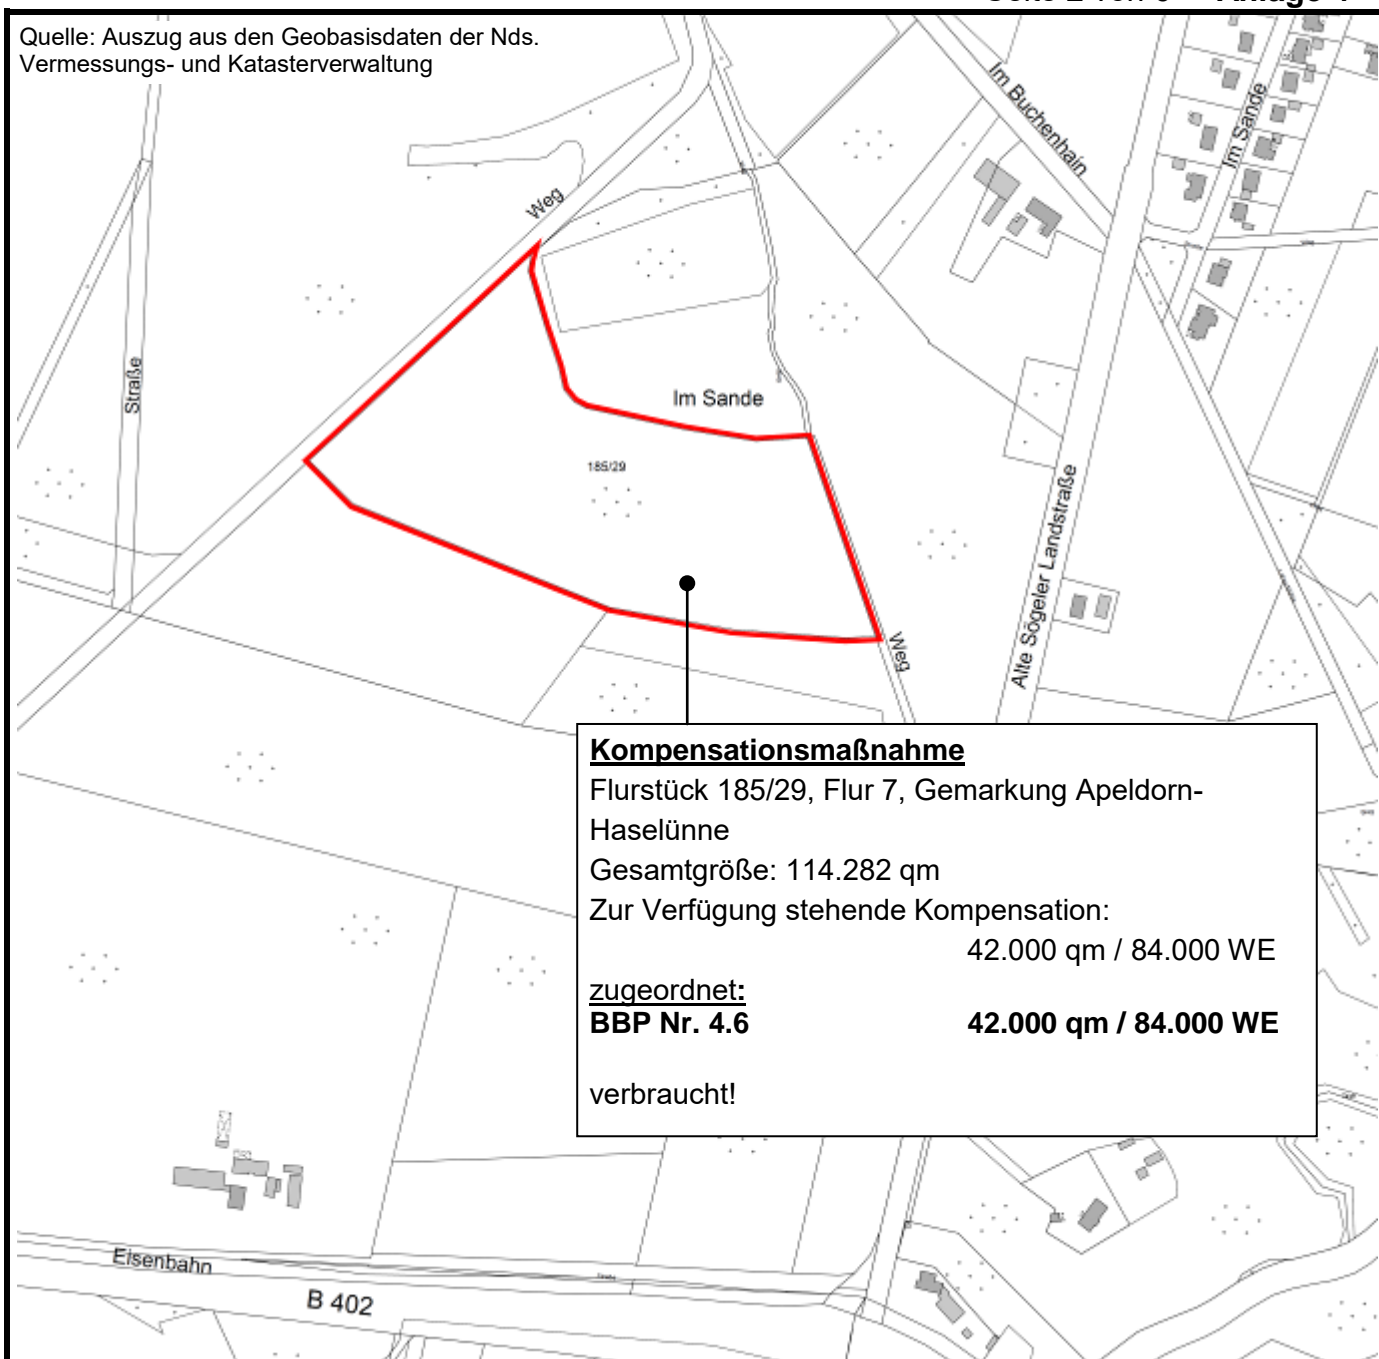 Quelle: Auszug aus den Geobasisdaten der Nds.
Vermessungs- und Katasterverwaltung
Im Buchenhain
Im Sande
Weg
Straße
Im Sande
185/29
Alte Sögeler Landstraße
Weg
Kompensationsmaßnahme
Flurstück 185/29, Flur 7, Gemarkung Apeldorn-
Haselünne
Gesamtgröße: 114.282 qm
Zur Verfügung stehende Kompensation:
42.000 qm / 84.000 WE
zugeordnet:
BBP Nr. 4.6 42.000 qm / 84.000 WE
verbraucht!
Eisenbahn
B 402